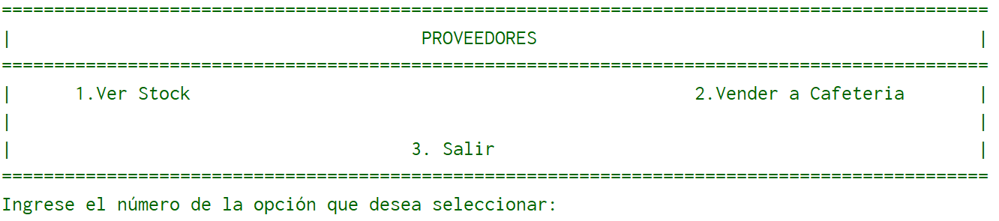 ==============================================================================================
|                                       PROVEEDORES                                          |
==============================================================================================
|      1.Ver Stock                                                2.Vender a Cafeteria       |
|                                                                                            |
|                                      3. Salir                                              |
==============================================================================================
Ingrese el número de la opción que desea seleccionar: